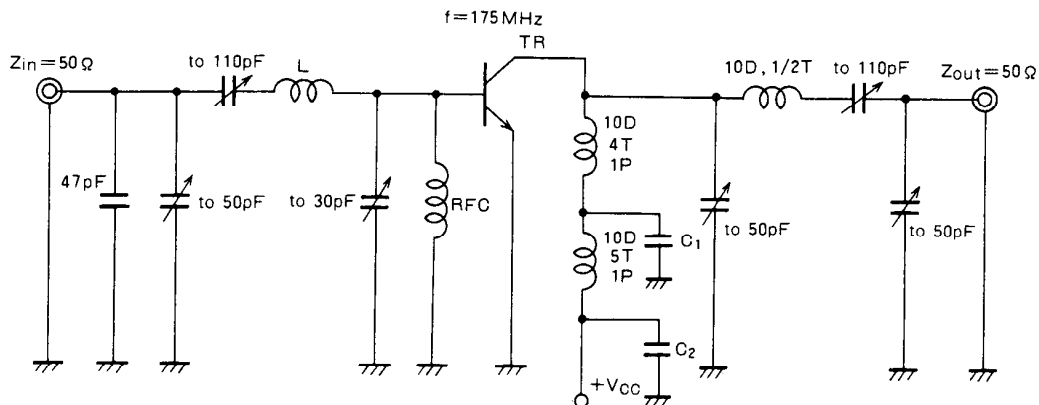 f=175MHz
TR
Zin=50Ω
to 110pF
L
10D, 1/2T
to 110pF
Zout=50Ω
47pF
to 50pF
to 30pF
RFC
10D
4T
1P
C1
10D
5T
1P
C2
to 50pF
to 50pF
+VCC